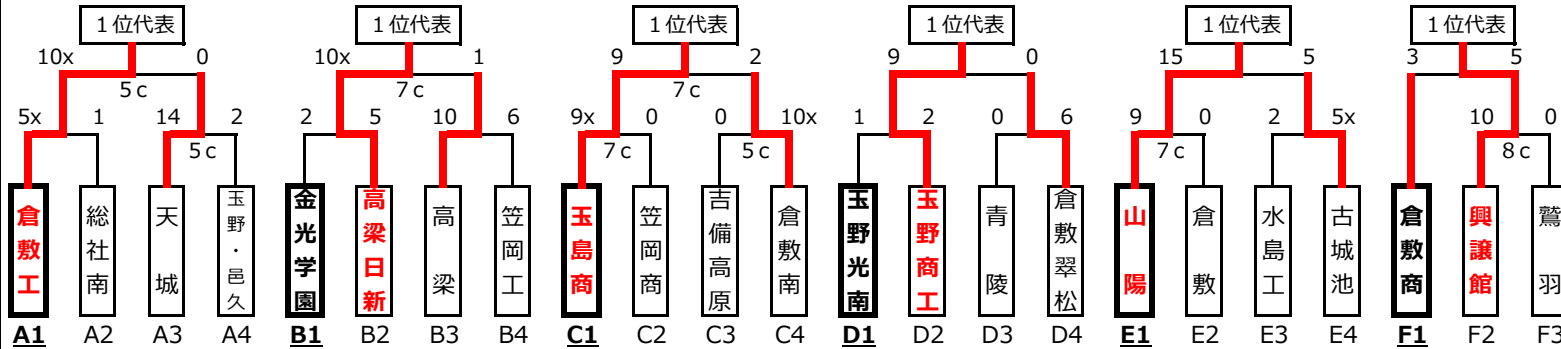 1位代表 1位代表 1位代表 1位代表 1位代表 1位代表
10x 0 10x 1 9 2 9 0 15 5 3 5
5c 7c 7c
5x 1 14 2 2 5 10 6 9x 0 0 10x 1 2 0 6 9 0 2 5x 10 0
5c 7c 5c 7c 8c
倉敷工 総社南 天城 玉野・邑久 金光学園 高梁日新 高梁 笠岡工 玉島商 笠岡商 吉備高原 倉敷南 玉野光南 玉野商工 青陵 倉敷翠松 山陽 倉敷 水島工 古城池 倉敷商 興譲館 鷲羽
A1 A2 A3 A4 B1 B2 B3 B4 C1 C2 C3 C4 D1 D2 D3 D4 E1 E2 E3 E4 F1 F2 F3